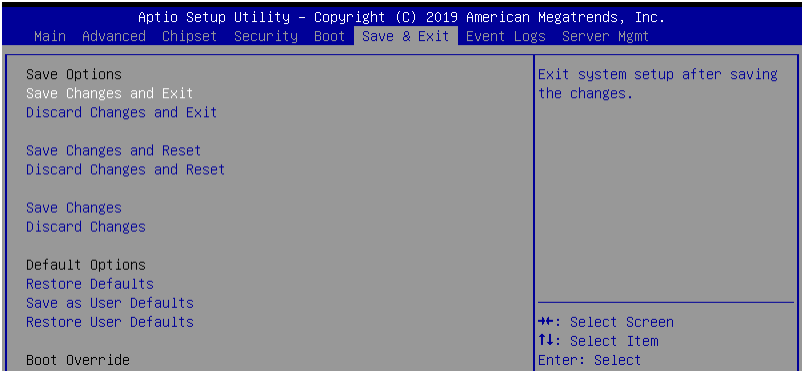 Aptio Setup Utility – Copyright (C) 2019 American Megatrends, Inc.
Main Advanced Chipset Security Boot Save & Exit Event Logs Server Mgmt
Save Options
Save Changes and Exit
Discard Changes and Exit
Save Changes and Reset
Discard Changes and Reset
Save Changes
Discard Changes
Default Options
Restore Defaults
Save as User Defaults
Restore User Defaults
Boot Override
Exit system setup after saving
the changes.
→←: Select Screen
↑↓: Select Item
Enter: Select